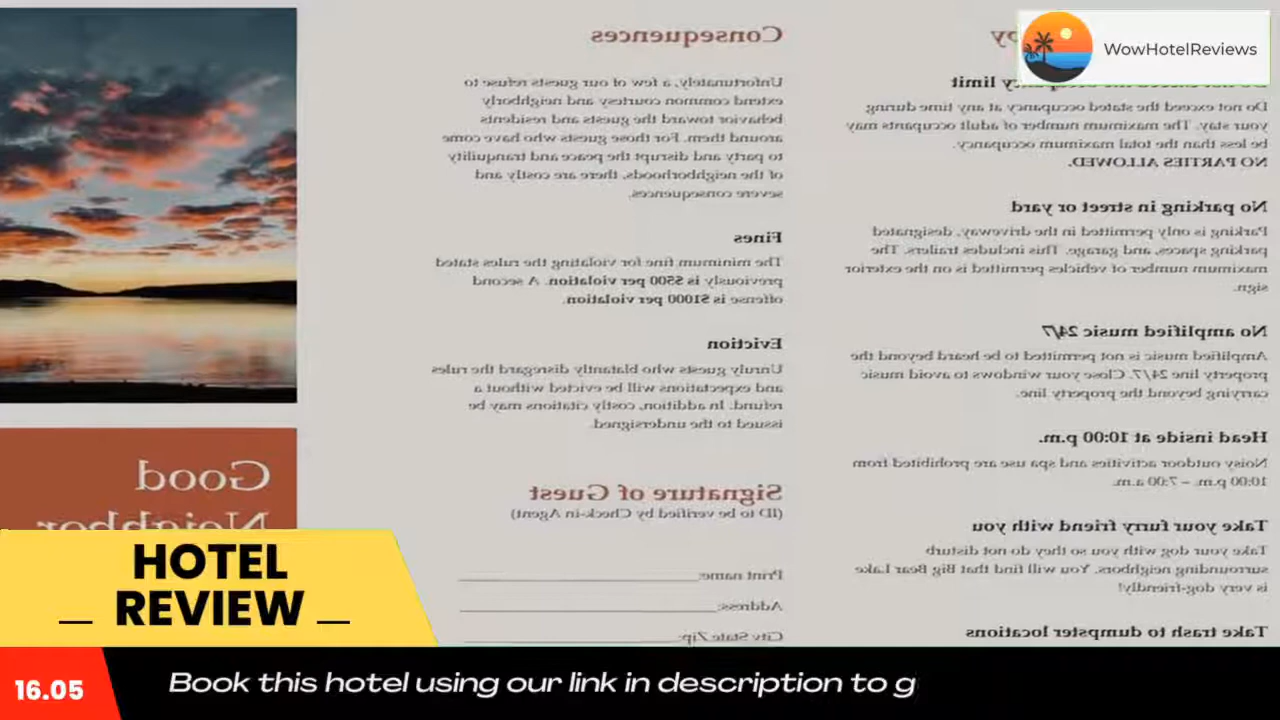 WowHotelReviews
Consequences
Unfortunately, a few of our guests refuse to
extend common courtesy and neighborly
behavior toward the guests and residents
around them. For those guests who have come
to party and disrupt the peace and tranquility
of the neighborhoods, there are costly and
severe consequences.
Fines
The minimum fine for violating the rules stated
previously is $500 per violation. A second
offense is $1000 per violation.
Eviction
Unruly guests who blatantly disregard the rules
and expectations will be evicted without a
refund. In addition, costly citations may be
issued to the undersigned.
Signature of Guest
(ID to be verified by Check-in Agent)
Print name:
Address:
City State Zip:
by
limit
Do not exceed the stated occupancy at any time during
your stay. The maximum number of adult occupants may
be less than the total maximum occupancy.
NO PARTIES ALLOWED.
No parking in street or yard
Parking is only permitted in the driveway, designated
parking spaces, and garage. This includes trailers. The
maximum number of vehicles permitted is on the exterior
sign.
No amplified music 24/7
Amplified music is not permitted to be heard beyond the
property line 24/7. Close your windows to avoid music
carrying beyond the property line.
Head inside at 10:00 p.m.
Noisy outdoor activities and spa use are prohibited from
10:00 p.m. – 7:00 a.m.
Take your furry friend with you
Take your dog with you so they do not disturb
surrounding neighbors. You will find that Big Bear Lake
is very dog-friendly!
Take trash to dumpster locations
Good
Neighbor
HOTEL
REVIEW
16.05
Book this hotel using our link in description to g